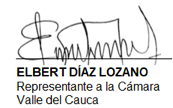 ELBERT DÍAZ LOZANO
Representante a la Cámara
Valle del Cauca